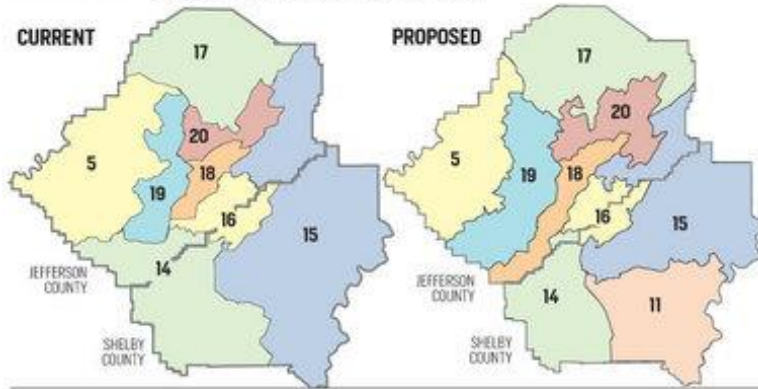 CURRENT
17
5
20
18
19
16
15
14
JEFFERSON
COUNTY
SHELBY
COUNTY
PROPOSED
17
20
5
18
19
16
15
14
11
JEFFERSON
COUNTY
SHELBY
COUNTY